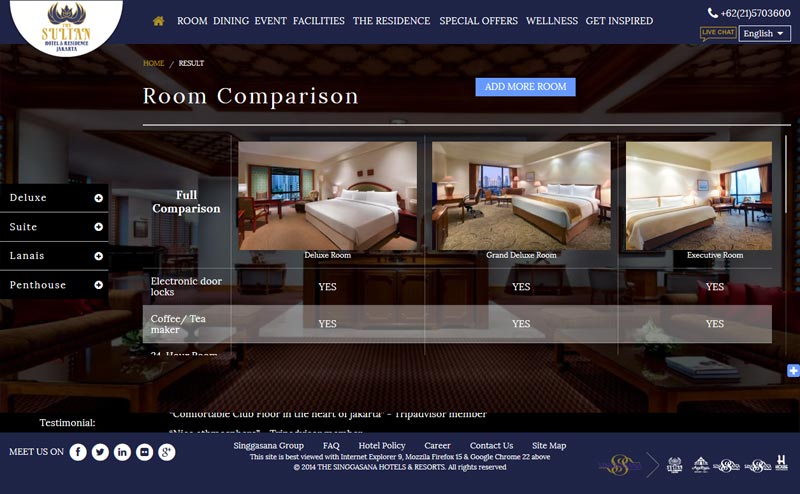 THE
SULTAN
HOTEL & RESIDENCE
JAKARTA
ROOM DINING EVENT FACILITIES THE RESIDENCE SPECIAL OFFERS WELLNESS GET INSPIRED
+62(21)5703600
LIVE CHAT
English
HOME / RESULT
Room Comparison
ADD MORE ROOM
Deluxe
Suite
Lanais
Penthouse
Full
Comparison
Deluxe Room Grand Deluxe Room Executive Room
Electronic door
locks
YES YES YES
Coffee/ Tea
maker
YES YES YES
24-Hour Room
Testimonial:
"Comfortable Club Floor in the heart of jakarta" - Tripadvisor member
"Nice athmosphere" - Tripadvisor member
MEET US ON
Singgasana Group FAQ Hotel Policy Career Contact Us Site Map
This site is best viewed with Internet Explorer 9, Mozzila Firefox 15 & Google Chrome 22 above
© 2014 THE SINGGASANA HOTELS & RESORTS. All rights reserved